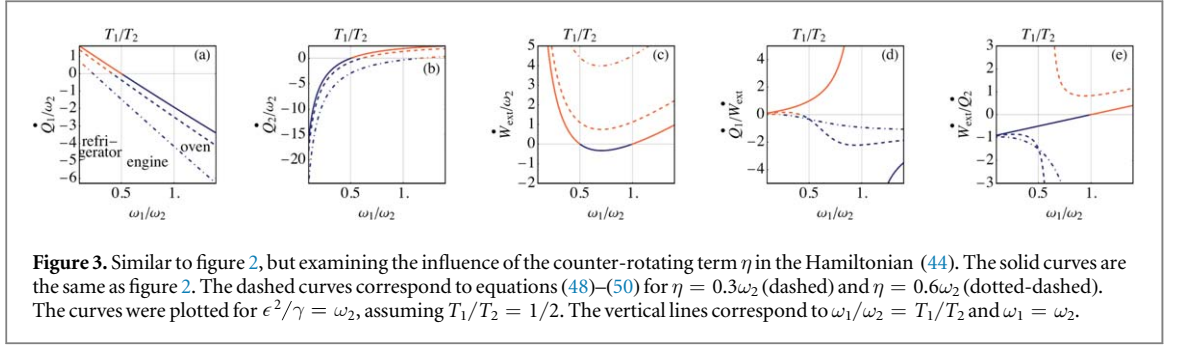 T₁/T₂ T₁/T₂ T₁/T₂ T₁/T₂ T₁/T₂
(a)
1
0
−1
−2
−3
−4
−5
−6
Q̇₁/ω₂
refri-
gerator
engine
oven
0.5 1.
ω₁/ω₂
(b)
0
−5
−10
−15
−20
Q̇₂/ω₂
0.5 1.
ω₁/ω₂
(c)
5
4
3
2
1
0
−1
−2
Ẇext/ω₂
0.5 1.
ω₁/ω₂
(d)
4
2
0
−2
−4
Q̇₁/Ẇext
0.5 1.
ω₁/ω₂
(e)
3
2
1
0
−1
−2
−3
Ẇext/Q̇₂
0.5 1.
ω₁/ω₂
Figure 3. Similar to figure 2, but examining the influence of the counter-rotating term η in the Hamiltonian (44). The solid curves are
the same as figure 2. The dashed curves correspond to equations (48)–(50) for η = 0.3ω₂ (dashed) and η = 0.6ω₂ (dotted-dashed).
The curves were plotted for ϵ²/γ = ω₂, assuming T₁/T₂ = 1/2. The vertical lines correspond to ω₁/ω₂ = T₁/T₂ and ω₁ = ω₂.